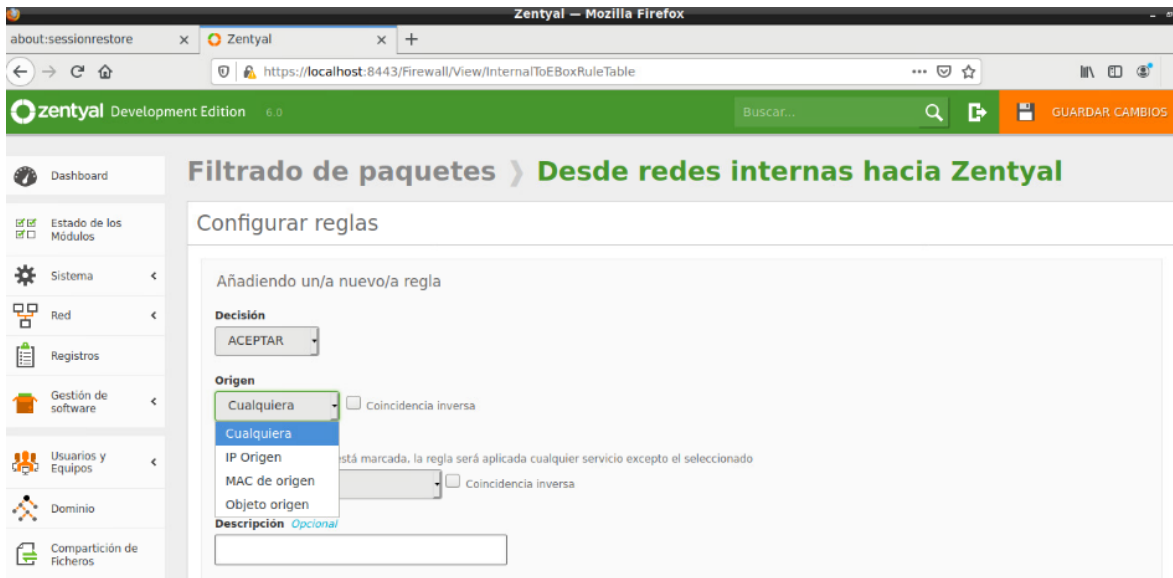 Zentyal — Mozilla Firefox
about:sessionrestore
Zentyal
https://localhost:8443/Firewall/View/InternalToEBoxRuleTable
zentyal Development Edition 6.0
Buscar...
GUARDAR CAMBIOS
Dashboard
Estado de los
Módulos
Sistema
Red
Registros
Gestión de
software
Usuarios y
Equipos
Dominio
Compartición de
Ficheros
Filtrado de paquetes ⟩ Desde redes internas hacia Zentyal
Configurar reglas
Añadiendo un/a nuevo/a regla
Decisión
ACEPTAR
Origen
Cualquiera
Coincidencia inversa
Cualquiera
IP Origen
MAC de origen
Objeto origen
está marcada, la regla será aplicada cualquier servicio excepto el seleccionado
Coincidencia inversa
Descripción Opcional